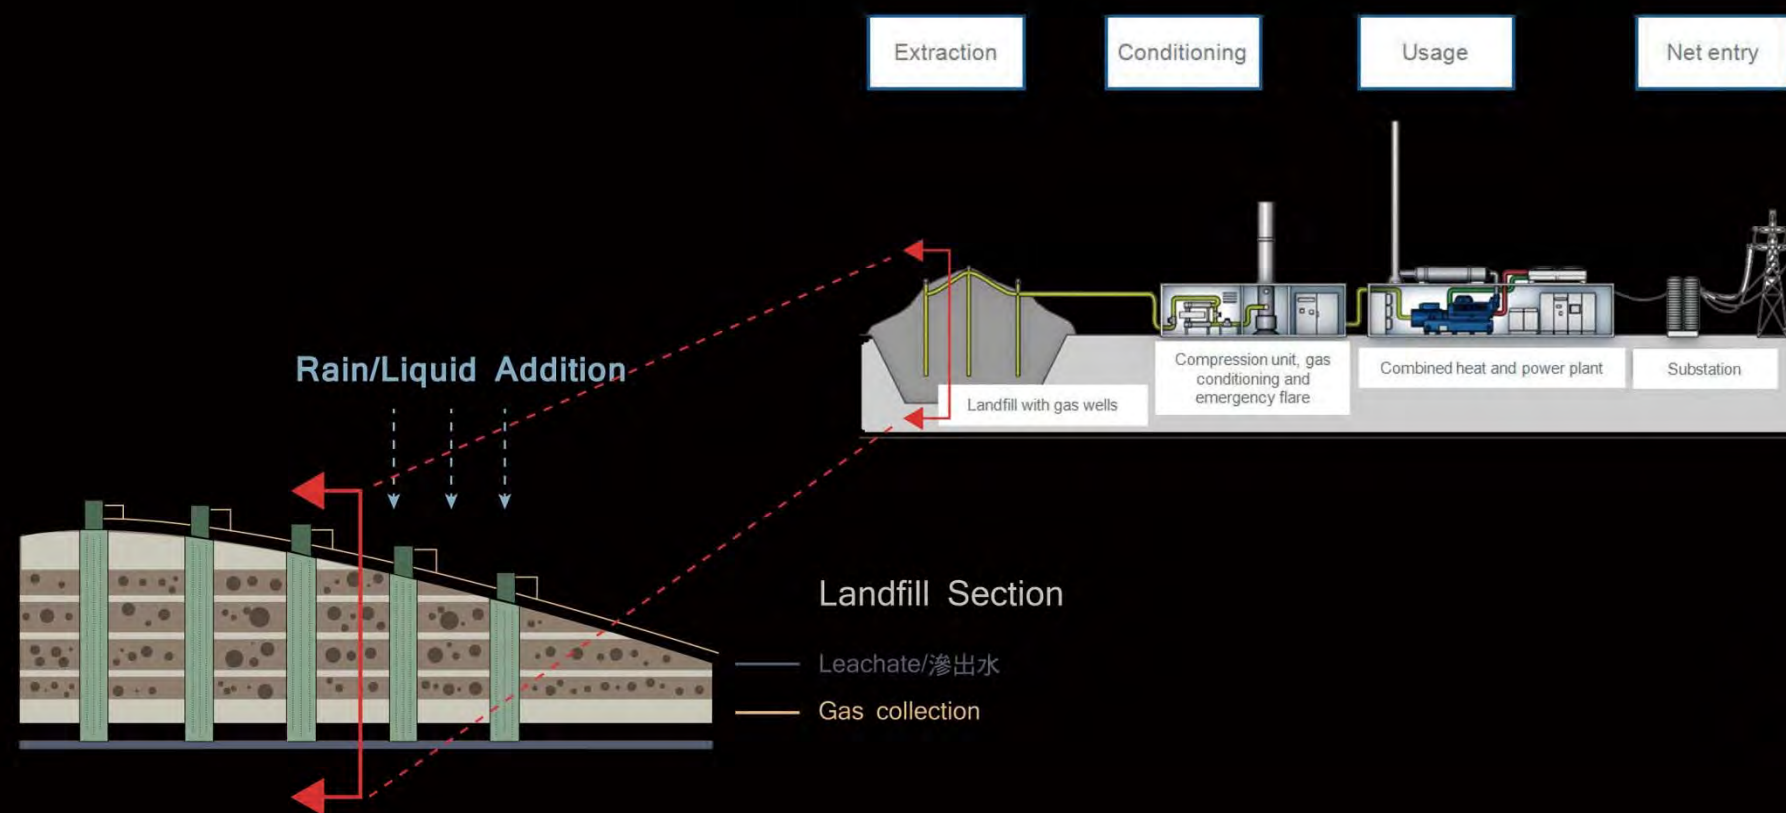 Extraction
Conditioning
Usage
Net entry
Rain/Liquid Addition
Landfill with gas wells
Compression unit, gas
conditioning and
emergency flare
Combined heat and power plant
Substation
Landfill Section
Leachate/滲出水
Gas collection